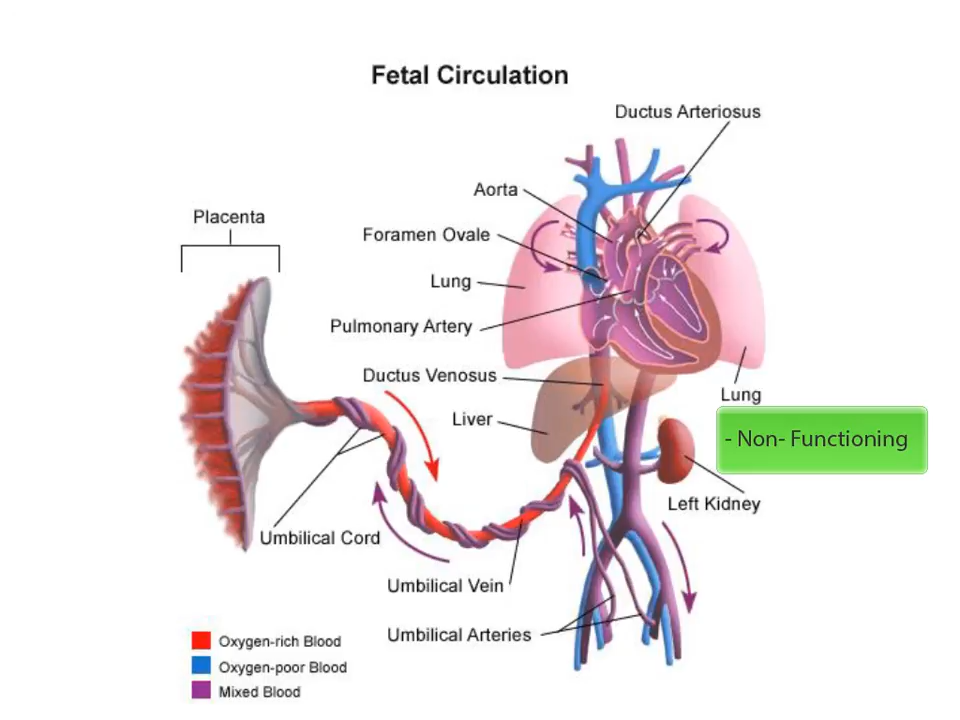 Fetal Circulation
Ductus Arteriosus
Aorta
Placenta
Foramen Ovale
Lung
Pulmonary Artery
Ductus Venosus
Lung
Liver
- Non- Functioning
Left Kidney
Umbilical Cord
Umbilical Vein
Umbilical Arteries
Oxygen-rich Blood
Oxygen-poor Blood
Mixed Blood